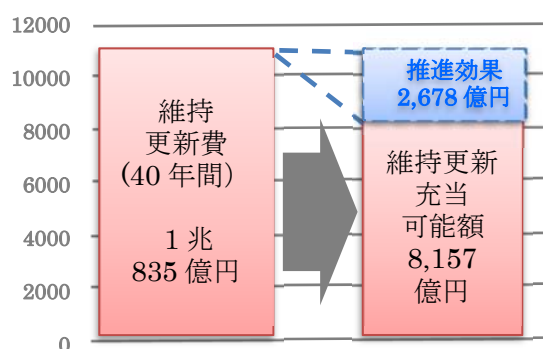 12000
10000
8000
6000
4000
2000
0
維持
更新費
(40 年間）
1 兆
835 億円
推進効果
2,678 億円
維持更新
充当
可能額
8,157
億円